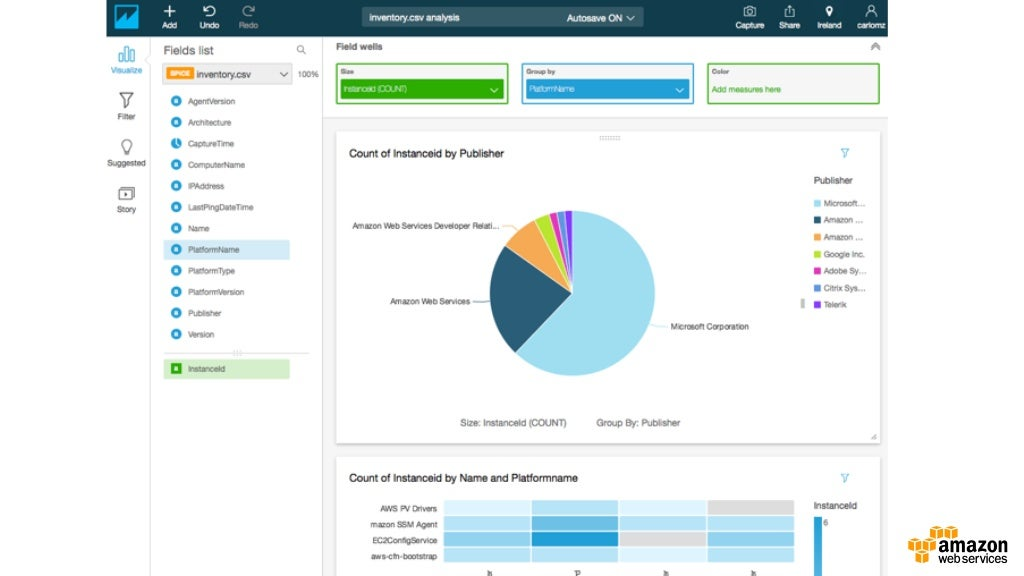 Add
Undo
Redo
inventory.csv analysis
Autosave ON
Capture
Share
Ireland
carlomz
Visualize
Filter
Suggested
Story
Fields list
SPICE inventory.csv
100%
AgentVersion
Architecture
CaptureTime
ComputerName
IPAddress
LastPingDateTime
Name
PlatformName
PlatformType
PlatformVersion
Publisher
Version
InstanceId
Field wells
Size
InstanceId (COUNT)
Group by
PlatformName
Color
Add measures here
Count of Instanceid by Publisher
Amazon Web Services Developer Relati...
Amazon Web Services
Microsoft Corporation
Publisher
Microsoft...
Amazon ...
Amazon ...
Google Inc.
Adobe Sy...
Citrix Sys...
Telerik
Size: InstanceId (COUNT)
Group By: Publisher
Count of Instanceid by Name and Platformname
AWS PV Drivers
mazon SSM Agent
EC2ConfigService
aws-cfn-bootstrap
InstanceId
6
amazon
web services